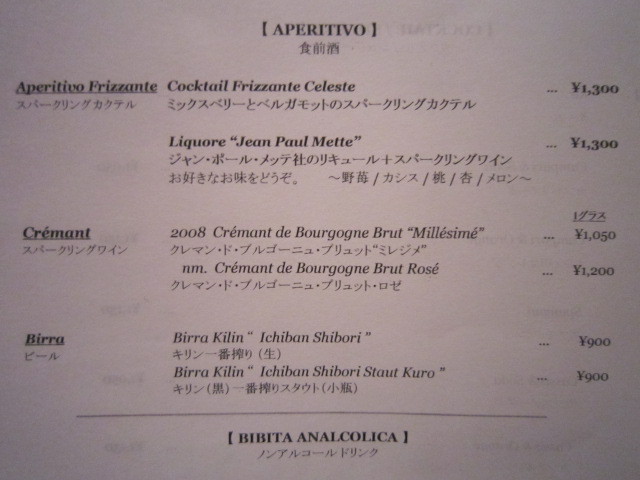 【 APERITIVO 】
食前酒
Aperitivo Frizzante Cocktail Frizzante Celeste ... ¥1,300
スパークリングカクテル ミックスベリーとベルガモットのスパークリングカクテル
Liquore “Jean Paul Mette” ... ¥1,300
ジャン・ポール・メッテ社のリキュール＋スパークリングワイン
お好きなお味をどうぞ。 ～野苺 / カシス / 桃 / 杏 / メロン～
1グラス
Crémant 2008 Crémant de Bourgogne Brut “Millésimé” ... ¥1,050
スパークリングワイン クレマン・ド・ブルゴーニュ・ブリュット“ミレジメ”
nm. Crémant de Bourgogne Brut Rosé ... ¥1,200
クレマン・ド・ブルゴーニュ・ブリュット・ロゼ
Birra Birra Kilin “ Ichiban Shibori ” ... ¥900
ビール キリン一番搾り（生）
Birra Kilin “ Ichiban Shibori Staut Kuro ” ... ¥900
キリン（黒）一番搾りスタウト（小瓶）
【 BIBITA ANALCOLICA 】
ノンアルコールドリンク